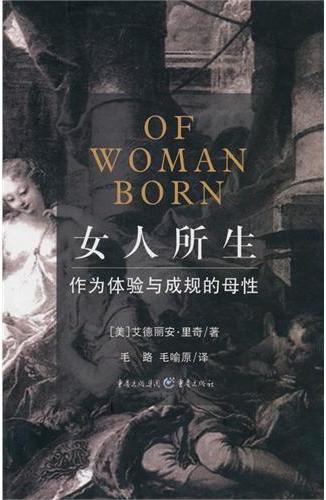 OF
WOMAN
BORN
女人所生
作为体验与成规的母性
[美]艾德丽安·里奇/著
毛 路 毛喻原/译
重庆出版集团 重庆出版社